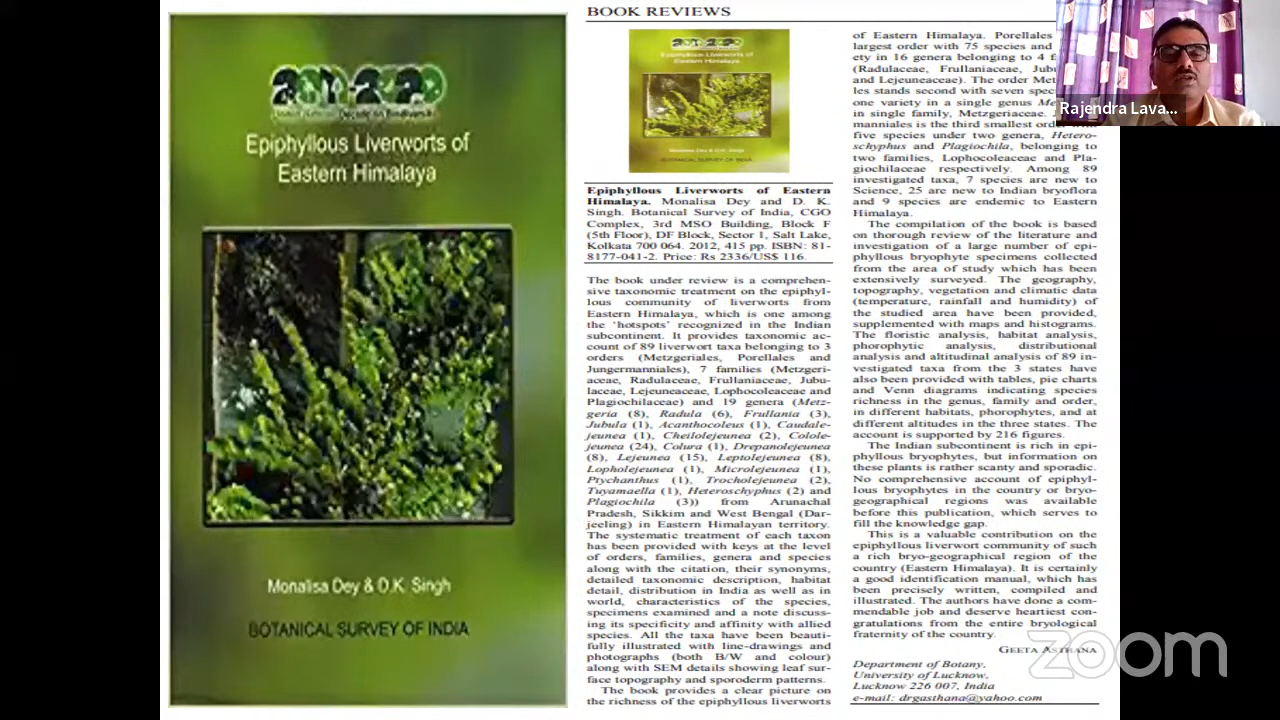 Epiphyllous Liverworts of
Eastern Himalaya
Monalisa Dey & D.K. Singh
BOTANICAL SURVEY OF INDIA
BOOK REVIEWS
Epiphyllous Liverworts of
Eastern Himalaya
Monalisa Dey & D.K. Singh
BOTANICAL SURVEY OF INDIA
Epiphyllous Liverworts of Eastern
Himalaya. Monalisa Dey and D. K.
Singh. Botanical Survey of India, CGO
Complex, 3rd MSO Building, Block F
(5th Floor), DF Block, Sector 1, Salt Lake,
Kolkata 700 064. 2012, 415 pp. ISBN: 81-
8177-041-2. Price: Rs 2336/US$ 116.
The book under review is a comprehen-
sive taxonomic treatment on the epiphyl-
lous community of liverworts from
Eastern Himalaya, which is one among
the ‘hotspots’ recognized in the Indian
subcontinent. It provides taxonomic ac-
count of 89 liverwort taxa belonging to 3
orders (Metzgeriales, Porellales and
Jungermanniales), 7 families (Metzgeri-
aceae, Radulaceae, Frullaniaceae, Jubu-
laceae, Lejeuneaceae, Lophocoleaceae and
Plagiochilaceae) and 19 genera (Metz-
geria (8), Radula (6), Frullania (3),
Jubula (1), Acanthocoleus (1), Caudale-
jeunea (1), Cheilolejeunea (2), Colole-
jeunea (24), Colura (1), Drepanolejeunea
(8), Lejeunea (15), Leptolejeunea (8),
Lopholejeunea (1), Microlejeunea (1),
Ptychanthus (1), Trocholejeunea (2),
Tuyamaella (1), Heteroschyphus (2) and
Plagiochila (3)) from Arunachal
Pradesh, Sikkim and West Bengal (Dar-
jeeling) in Eastern Himalayan territory.
The systematic treatment of each taxon
has been provided with keys at the level
of orders, families, genera and species
along with the citation, their synonyms,
detailed taxonomic description, habitat
detail, distribution in India as well as in
world, characteristics of the species,
specimens examined and a note discuss-
ing its specificity and affinity with allied
species. All the taxa have been beauti-
fully illustrated with line-drawings and
photographs (both B/W and colour)
along with SEM details showing leaf sur-
face topography and sporoderm patterns.
The book provides a clear picture on
the richness of the epiphyllous liverworts
of Eastern Himalaya. Porellales
largest order with 75 species and
ety in 16 genera belonging to 4 f
(Radulaceae, Frullaniaceae, Jubu
and Lejeuneaceae). The order Met
les stands second with seven spec
one variety in a single genus Me
in single family, Metzgeriaceae.
manniales is the third smallest ord
five species under two genera, Hetero-
schyphus and Plagiochila, belonging to
two families, Lophocoleaceae and Pla-
giochilaceae respectively. Among 89
investigated taxa, 7 species are new to
Science, 25 are new to Indian bryoflora
and 9 species are endemic to Eastern
Himalaya.
The compilation of the book is based
on thorough review of the literature and
investigation of a large number of epi-
phyllous bryophyte specimens collected
from the area of study which has been
extensively surveyed. The geography,
topography, vegetation and climatic data
(temperature, rainfall and humidity) of
the studied area have been provided,
supplemented with maps and histograms.
The floristic analysis, habitat analysis,
phorophytic analysis, distributional
analysis and altitudinal analysis of 89 in-
vestigated taxa from the 3 states have
also been provided with tables, pie charts
and Venn diagrams indicating species
richness in the genus, family and order,
in different habitats, phorophytes, and at
different altitudes in the three states. The
account is supported by 216 figures.
The Indian subcontinent is rich in epi-
phyllous bryophytes, but information on
these plants is rather scanty and sporadic.
No comprehensive account of epiphyl-
lous bryophytes in the country or bryo-
geographical regions was available
before this publication, which serves to
fill the knowledge gap.
This is a valuable contribution on the
epiphyllous liverwort community of such
a rich bryo-geographical region of the
country (Eastern Himalaya). It is certainly
a good identification manual, which has
been precisely written, compiled and
illustrated. The authors have done a com-
mendable job and deserve heartiest con-
gratulations from the entire bryological
fraternity of the country.
GEETA ASTHANA
Department of Botany,
University of Lucknow,
Lucknow 226 007, India
e-mail: drgasthana@yahoo.com
Rajendra Lava...
zoom